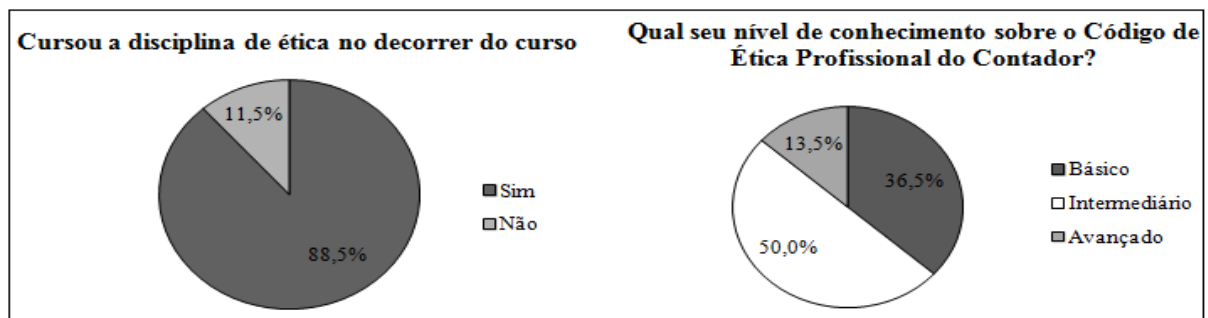 Cursou a disciplina de ética no decorrer do curso
11,5%
88,5%
Sim
Não
Qual seu nível de conhecimento sobre o Código de
Ética Profissional do Contador?
13,5%
36,5%
50,0%
Básico
Intermediário
Avançado